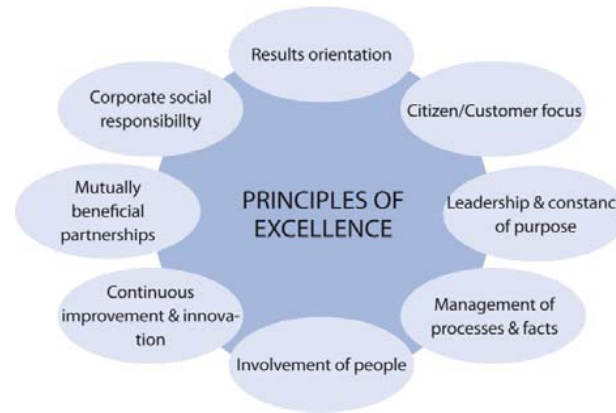 Results orientation
Citizen/Customer focus
Leadership & constanc
of purpose
Management of
processes & facts
Involvement of people
Continuous
improvement & innova-
tion
Mutually
beneficial
partnerships
Corporate social
responsibillty
PRINCIPLES OF
EXCELLENCE